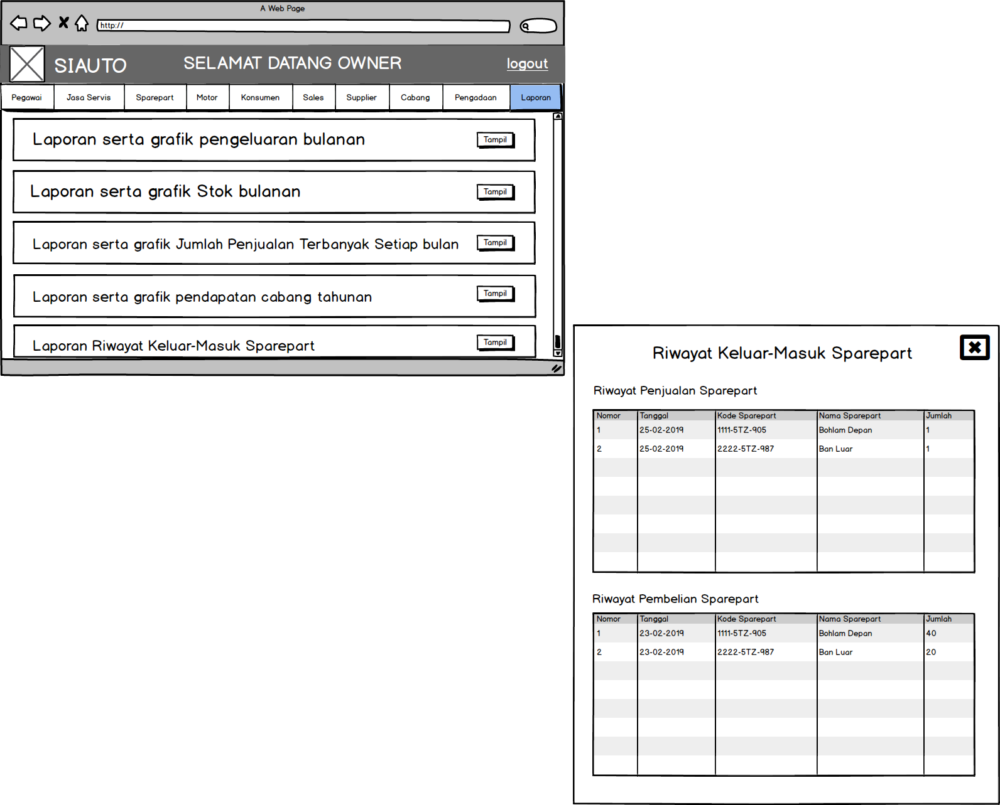 A Web Page
http://
SIAUTO
SELAMAT DATANG OWNER
logout
Pegawai Jasa Servis Sparepart Motor Konsumen Sales Supplier Cabang Pengadaan Laporan
Laporan serta grafik pengeluaran bulanan Tampil
Laporan serta grafik Stok bulanan Tampil
Laporan serta grafik Jumlah Penjualan Terbanyak Setiap bulan Tampil
Laporan serta grafik pendapatan cabang tahunan Tampil
Laporan Riwayat Keluar-Masuk Sparepart Tampil
Riwayat Keluar-Masuk Sparepart
Riwayat Penjualan Sparepart
Nomor Tanggal Kode Sparepart Nama Sparepart Jumlah
1 25-02-2019 1111-5TZ-905 Bohlam Depan 1
2 25-02-2019 2222-5TZ-987 Ban Luar 1
Riwayat Pembelian Sparepart
Nomor Tanggal Kode Sparepart Nama Sparepart Jumlah
1 23-02-2019 1111-5TZ-905 Bohlam Depan 40
2 23-02-2019 2222-5TZ-987 Ban Luar 20